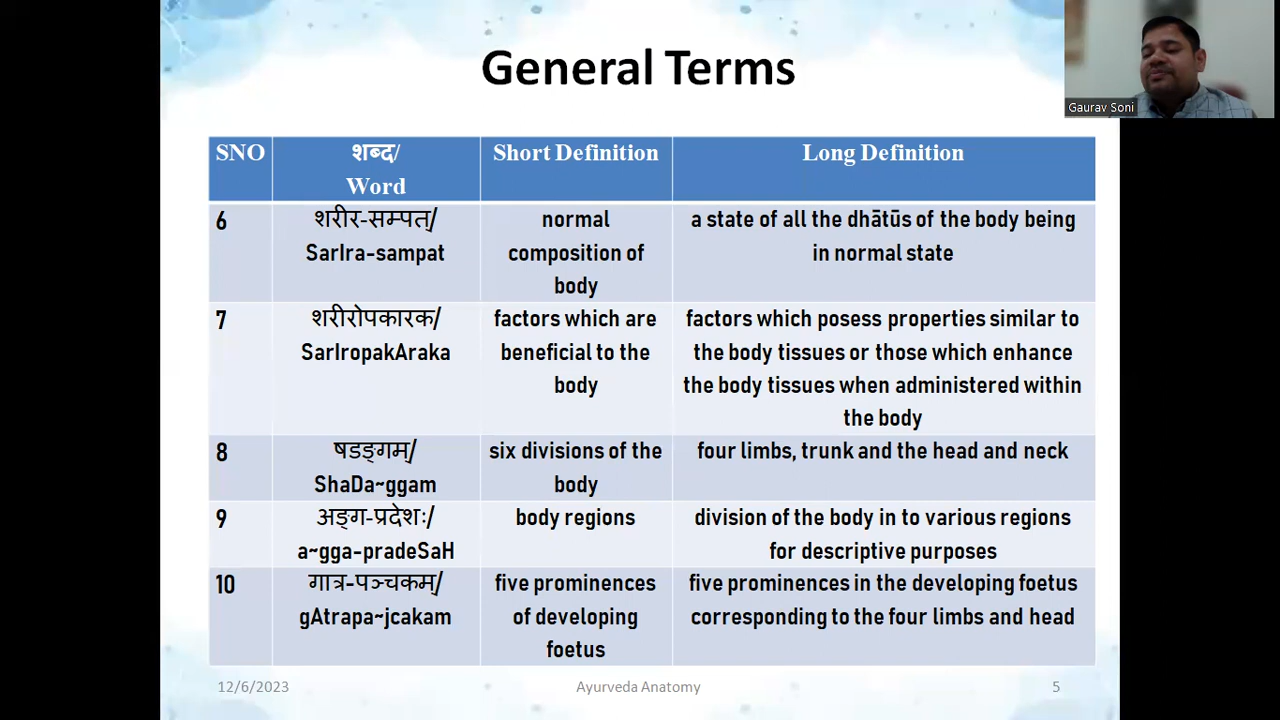 General Terms
Gaurav Soni
SNO
शब्द/
Word
Short Definition
Long Definition
6
शरीर-सम्पत्/
SarIra-sampat
normal
composition of
body
a state of all the dhātūs of the body being
in normal state
7
शरीरोपकारक/
SarIropakAraka
factors which are
beneficial to the
body
factors which posess properties similar to
the body tissues or those which enhance
the body tissues when administered within
the body
8
षडङ्गम्/
ShaDa~ggam
six divisions of the
body
four limbs, trunk and the head and neck
9
अङ्ग-प्रदेशः/
a~gga-pradeSaH
body regions
division of the body in to various regions
for descriptive purposes
10
गात्र-पञ्चकम्/
gAtrapa~jcakam
five prominences
of developing
foetus
five prominences in the developing foetus
corresponding to the four limbs and head
12/6/2023
Ayurveda Anatomy
5